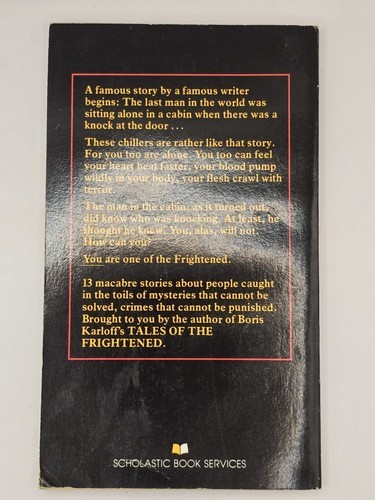 A famous story by a famous writer
begins: The last man in the world was
sitting alone in a cabin when there was a
knock at the door . . .
These chillers are rather like that story.
For you too are alone. You too can feel
your heart beat faster, your blood pump
wildly in your body, your flesh crawl with
terror.
The man in the cabin, as it turned out,
did know who was knocking. At least, he
thought he knew. You, alas, will not.
How can you?
You are one of the Frightened.
13 macabre stories about people caught
in the toils of mysteries that cannot be
solved, crimes that cannot be punished.
Brought to you by the author of Boris
Karloff's TALES OF THE
FRIGHTENED.
SCHOLASTIC BOOK SERVICES